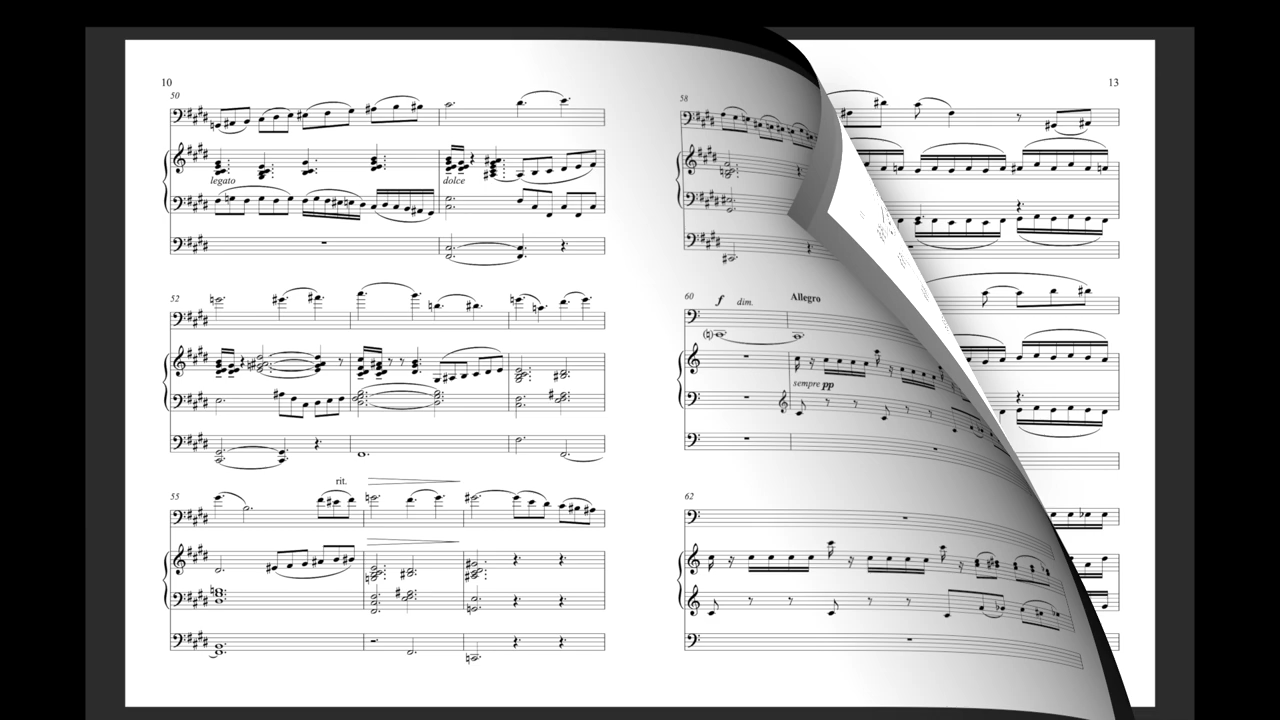 10
50
legato
dolce
52
55
rit.
58
60
f dim.
Allegro
sempre pp
62
13